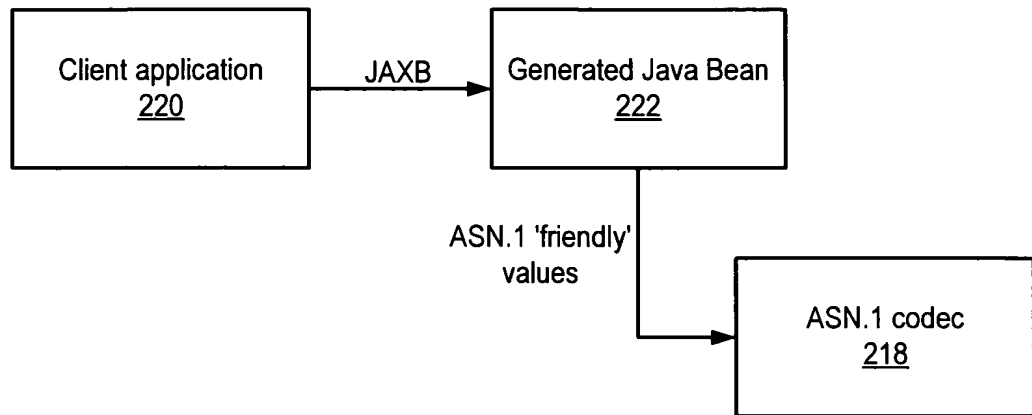 Client application
220
JAXB
Generated Java Bean
222
ASN.1 'friendly'
values
ASN.1 codec
218